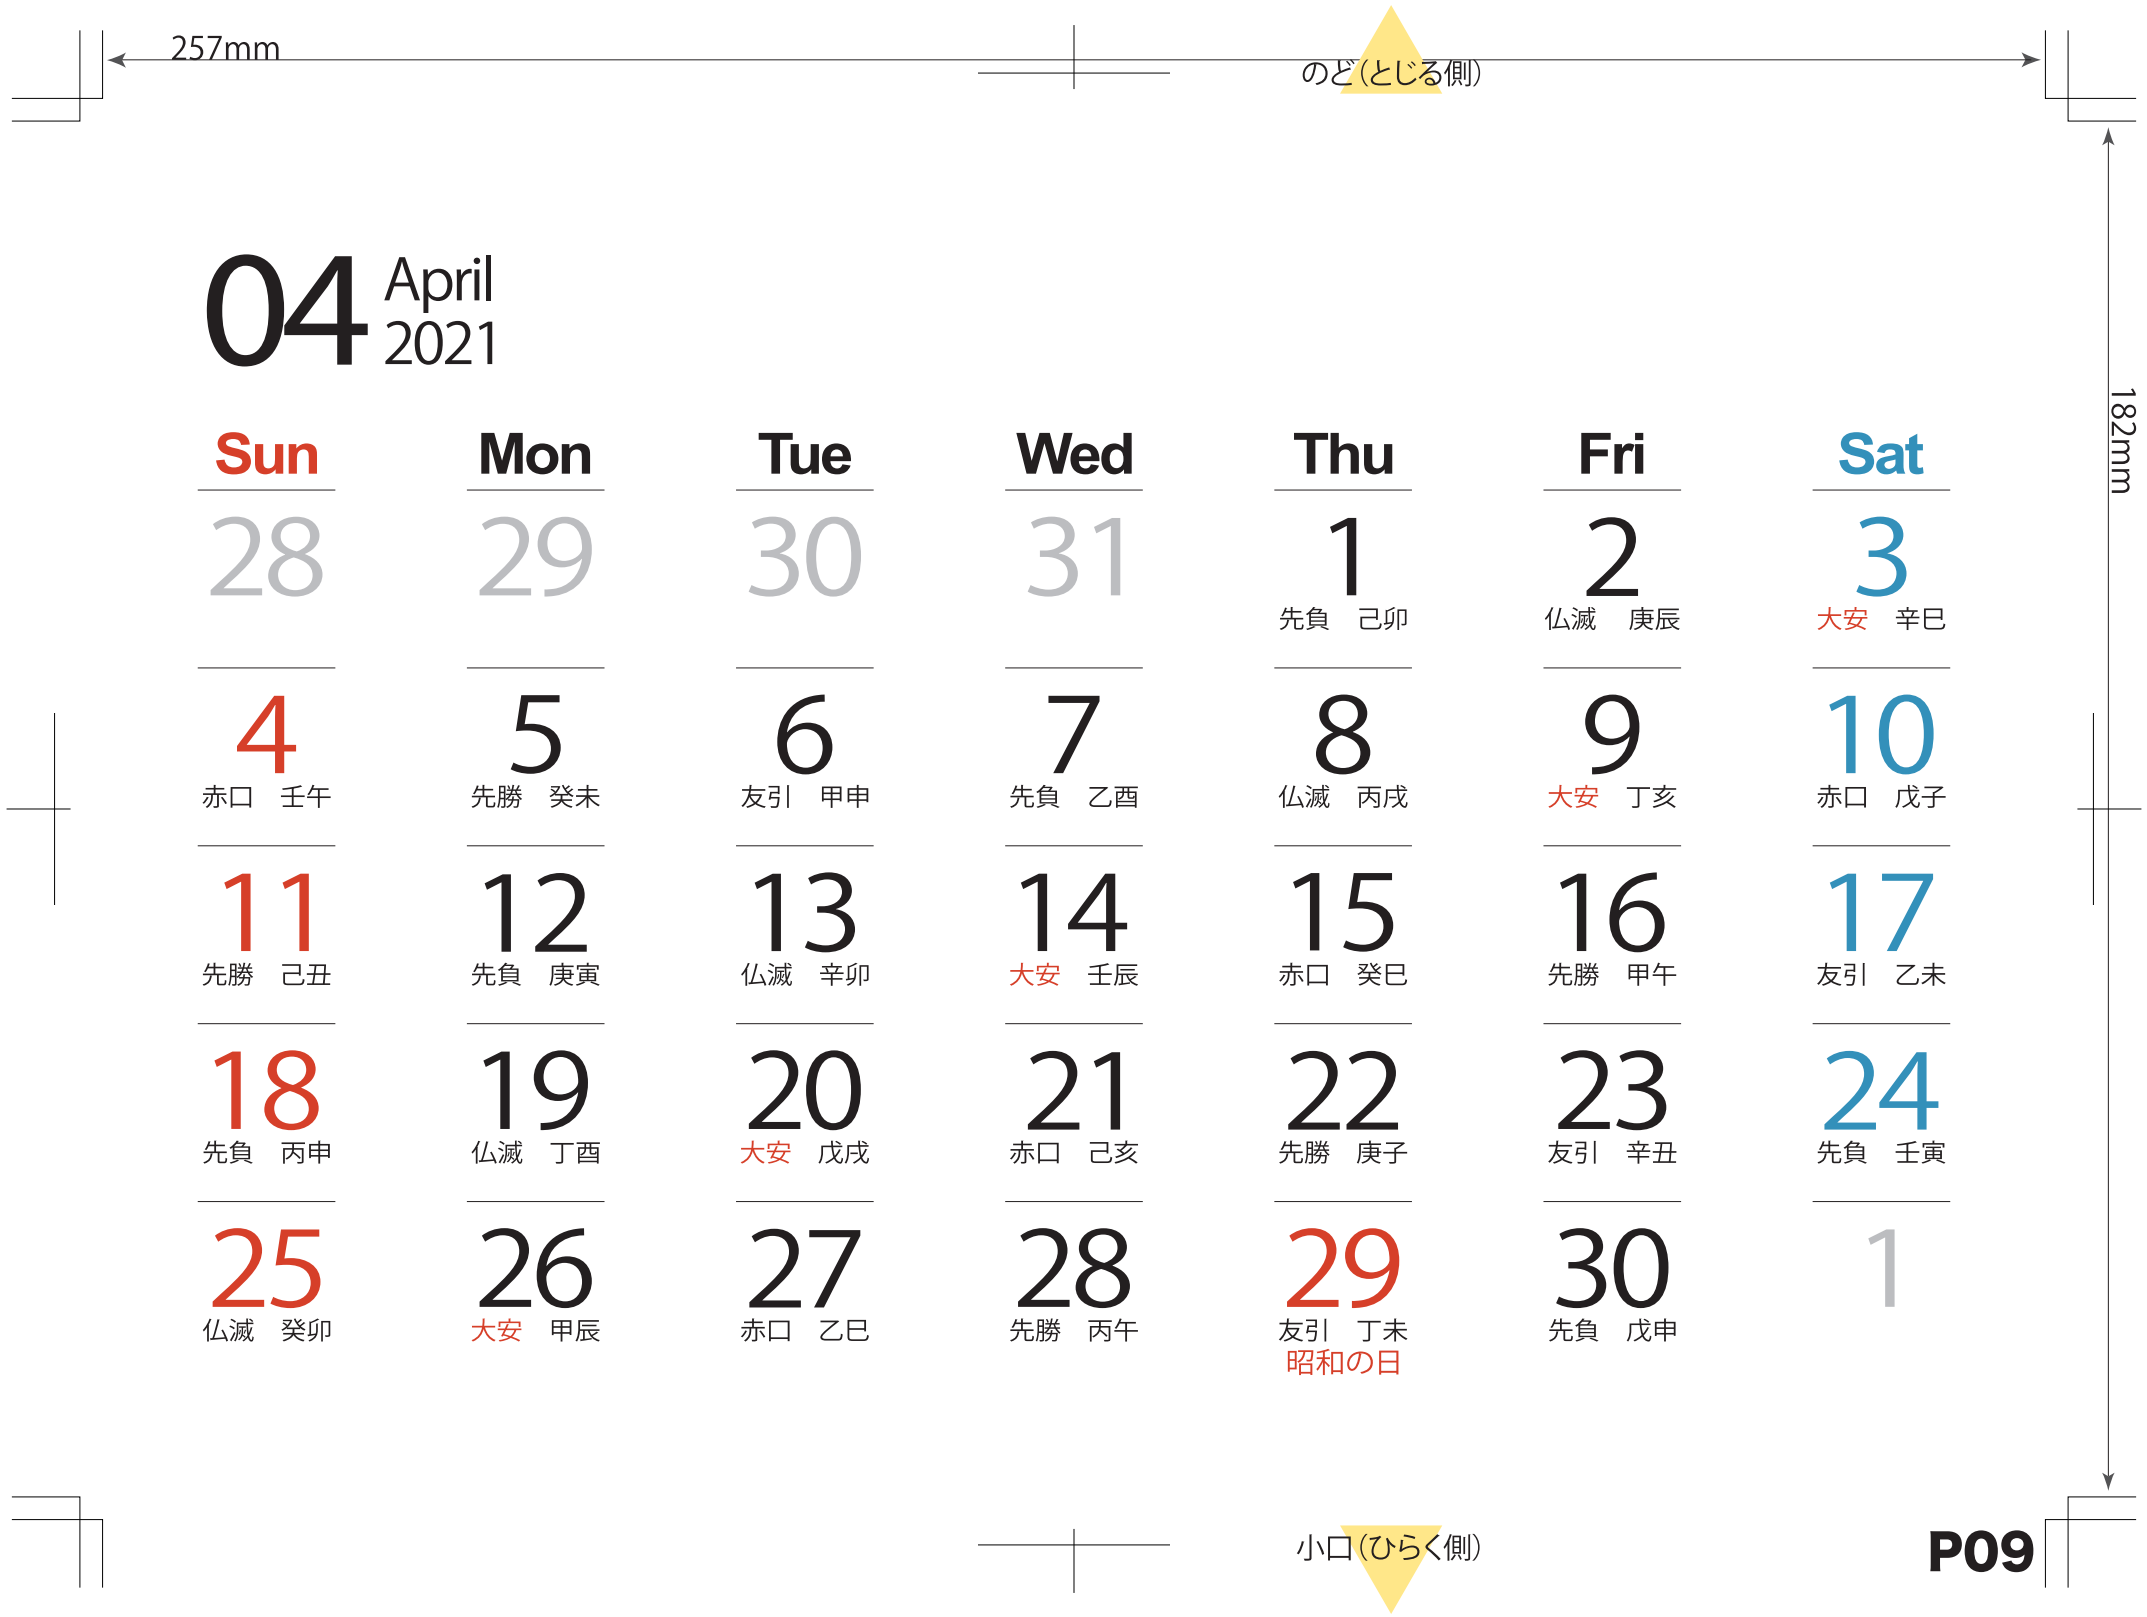 257mm
のど（とじる側）
182mm
04 April
2021
Sun Mon Tue Wed Thu Fri Sat
28 29 30 31 1 2 3
先負 己卯 仏滅 庚辰 大安 辛巳
4 5 6 7 8 9 10
赤口 壬午 先勝 癸未 友引 甲申 先負 乙酉 仏滅 丙戌 大安 丁亥 赤口 戊子
11 12 13 14 15 16 17
先勝 己丑 先負 庚寅 仏滅 辛卯 大安 壬辰 赤口 癸巳 先勝 甲午 友引 乙未
18 19 20 21 22 23 24
先負 丙申 仏滅 丁酉 大安 戊戌 赤口 己亥 先勝 庚子 友引 辛丑 先負 壬寅
25 26 27 28 29 30 1
仏滅 癸卯 大安 甲辰 赤口 乙巳 先勝 丙午 友引 丁未 先負 戊申
昭和の日
小口（ひらく側）
P09